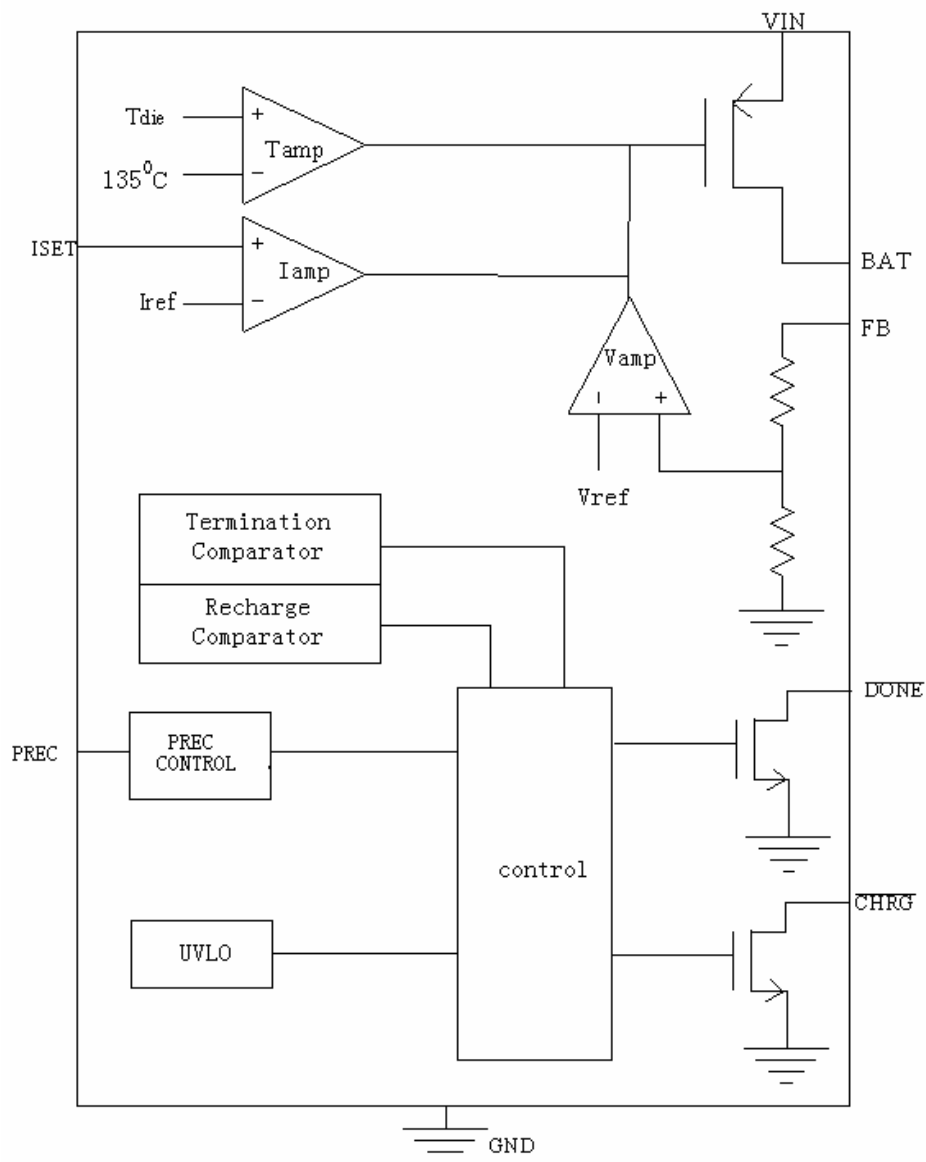 VIN
Tdie
+
Tamp
135⁰C
−
ISET
+
Iamp
Iref
−
BAT
FB
Vamp
−
+
Vref
Termination
Comparator
Recharge
Comparator
DONE
PREC
PREC
CONTROL
control
CHRG
UVLO
GND